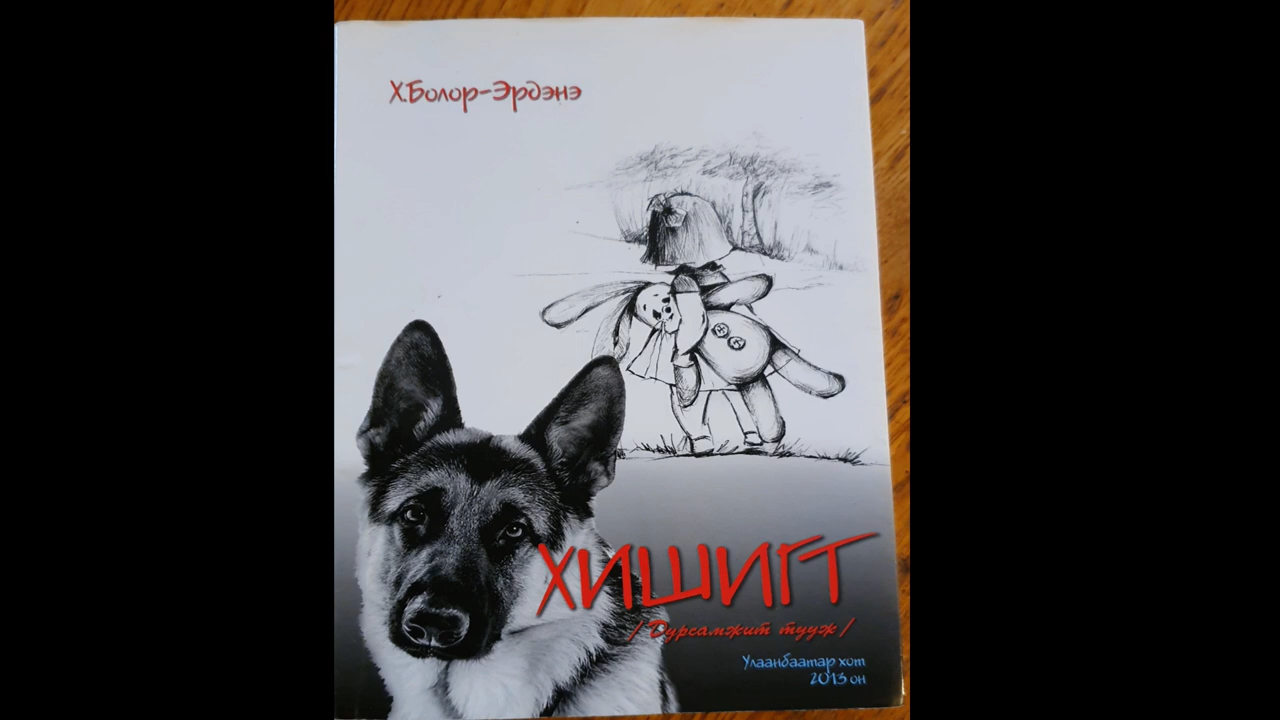 Х.Болор-Эрдэнэ
ХИШИГТ
/Дурсамжит тууж/
Улаанбаатар хот
2013 он